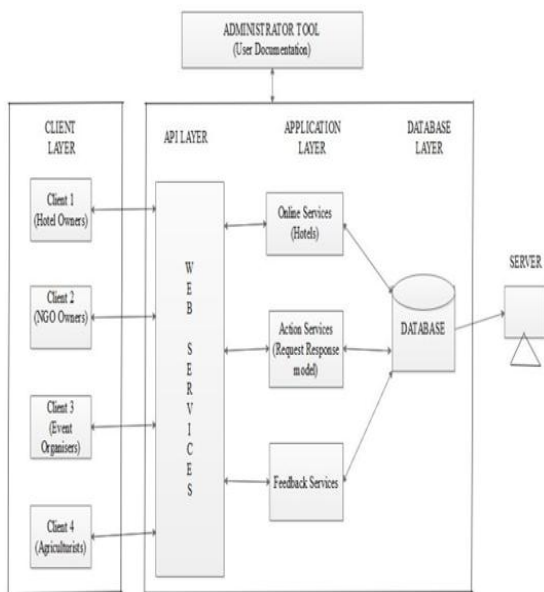 ADMINISTRATOR TOOL
(User Documentation)
CLIENT
LAYER
API LAYER
APPLICATION
LAYER
DATABASE
LAYER
Client 1
(Hotel Owners)
Client 2
(NGO Owners)
Client 3
(Event
Organisers)
Client 4
(Agriculturists)
W
E
B
S
E
R
V
I
C
E
S
Online Services
(Hotels)
Action Services
(Request Response
model)
Feedback Services
DATABASE
SERVER